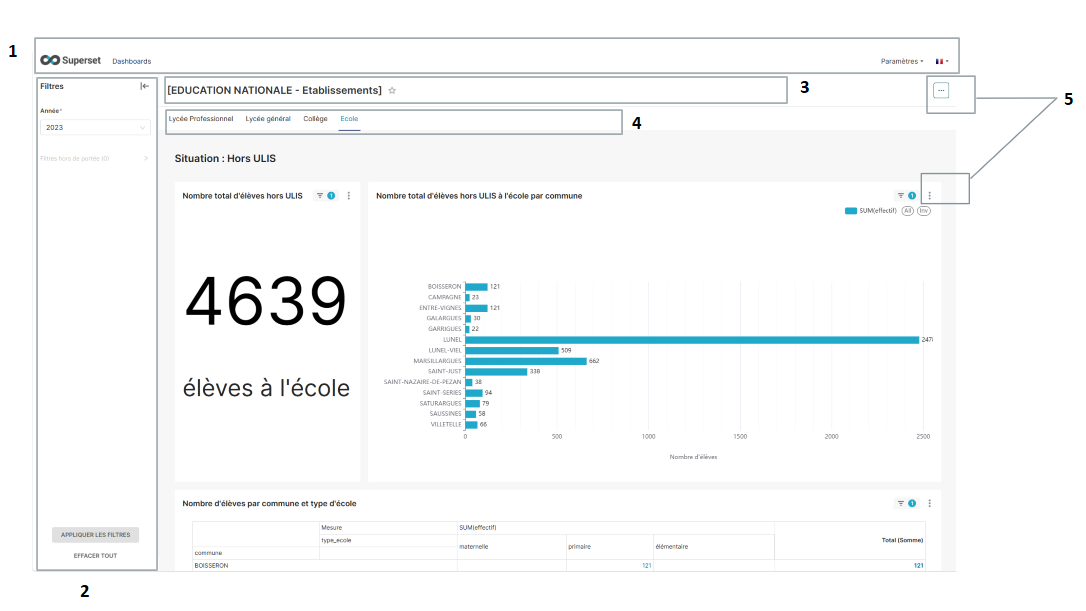 1
Superset Dashboards Paramètres
Filtres
[EDUCATION NATIONALE - Etablissements]
3
...
5
Année*
2023
Lycée Professionnel Lycée général Collège Ecole
4
Filtres hors de portée (0)
Situation : Hors ULIS
Nombre total d'élèves hors ULIS 1
Nombre total d'élèves hors ULIS à l'école par commune 1
SUM(effectif) All Inv
4639
élèves à l'école
BOISSERON 121
CAMPAGNE 23
ENTRE-VIGNES 121
GALARGUES 30
GARRIGUES 22
LUNEL 247
LUNEL-VIEL 509
MARSILLARGUES 662
SAINT-JUST 338
SAINT-NAZAIRE-DE-PEZAN 38
SAINT-SERIES 94
SATURARGUES 79
SAUSSINES 58
VILLETELLE 66
0 500 1000 1500 2000 2500
Nombre d'élèves
Nombre d'élèves par commune et type d'école 1
Mesure SUM(effectif)
type_ecole maternelle primaire élémentaire Total (Somme)
commune
BOISSERON 121 121
APPLIQUER LES FILTRES
EFFACER TOUT
2